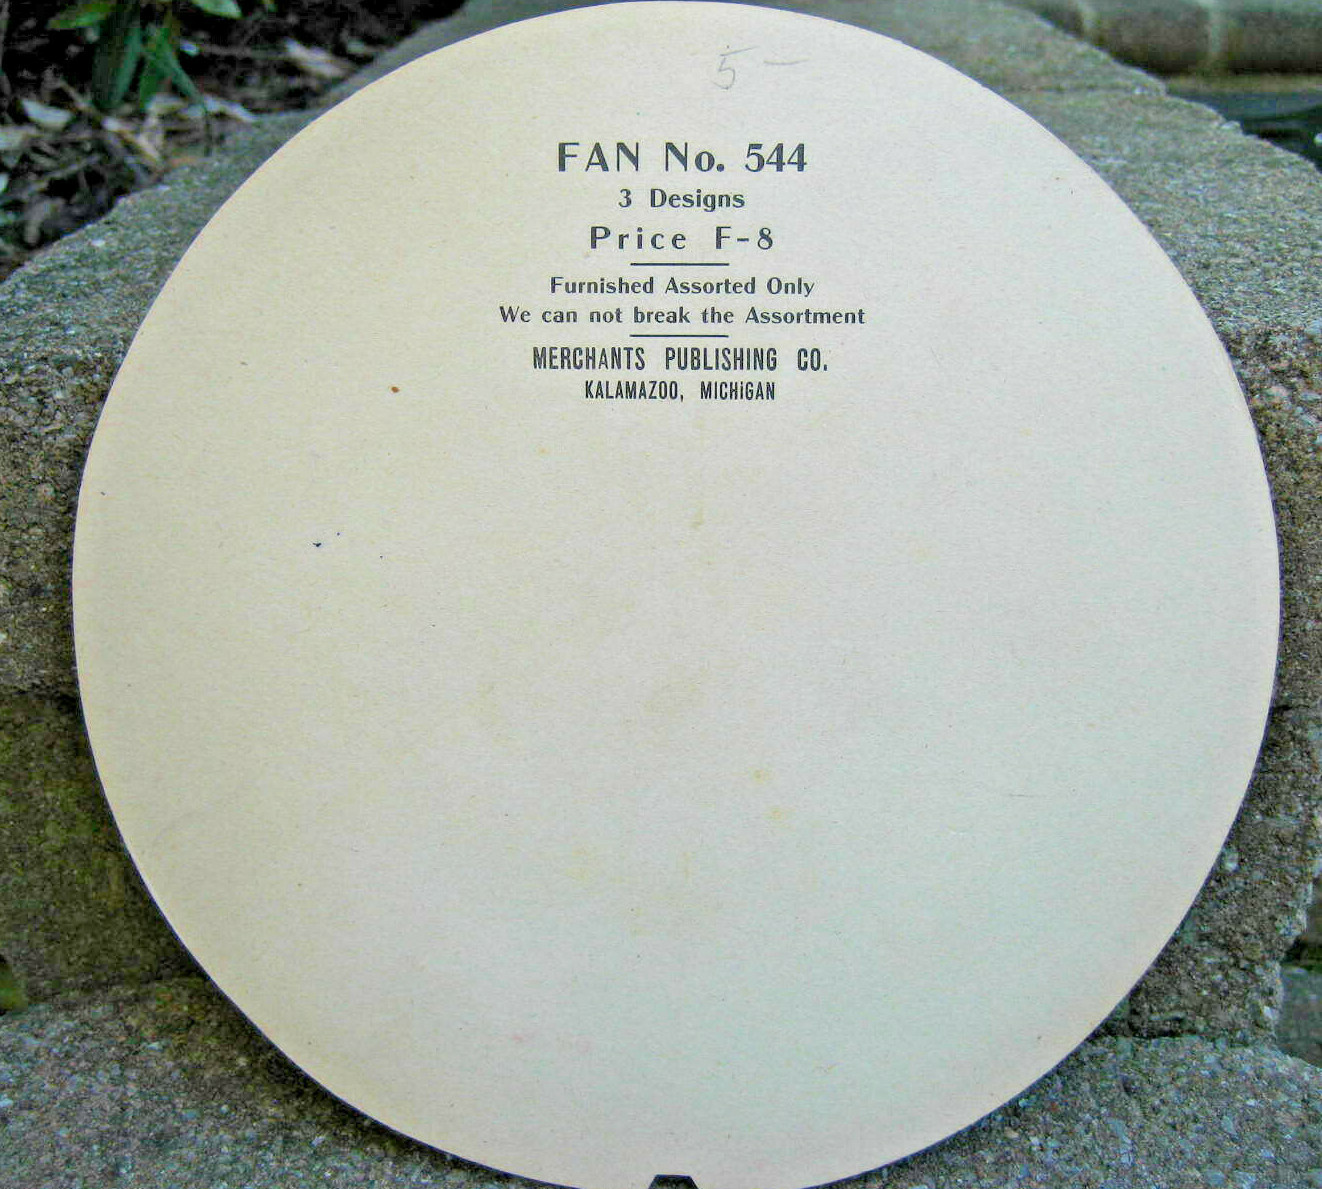 5 –
FAN No. 544
3 Designs
Price F-8
Furnished Assorted Only
We can not break the Assortment
MERCHANTS PUBLISHING CO.
KALAMAZOO, MICHiGAN